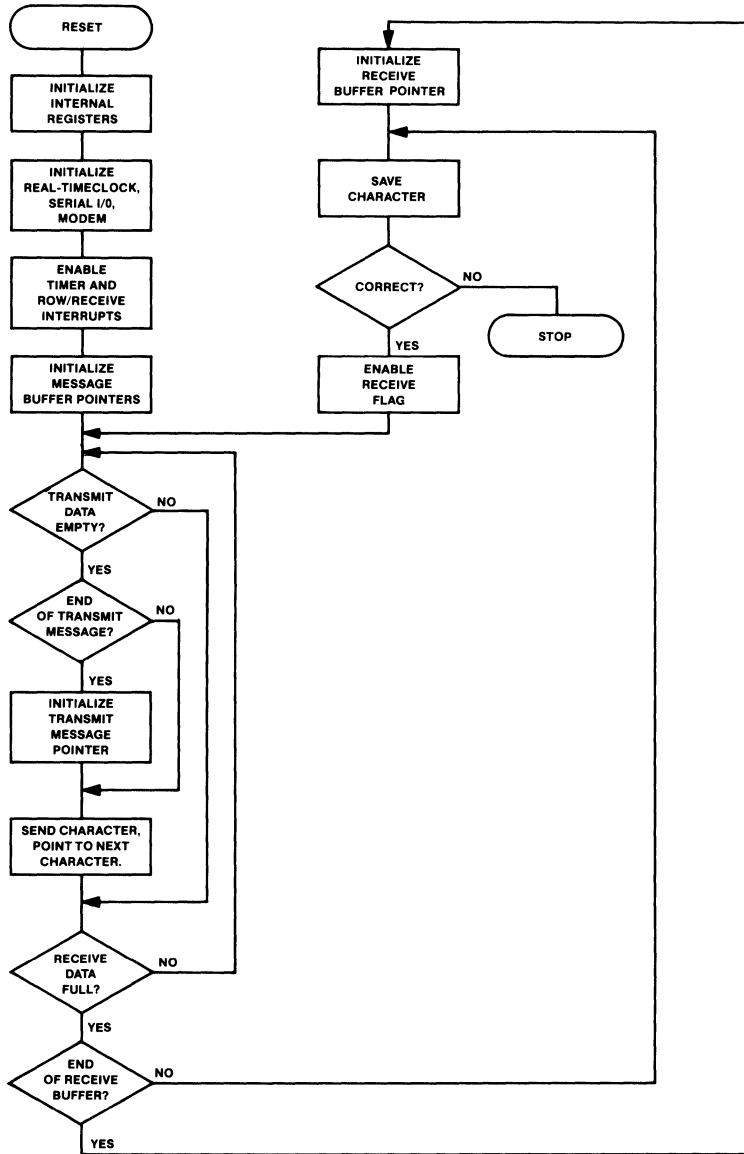 RESET
INITIALIZE
INTERNAL
REGISTERS
INITIALIZE
REAL-TIMECLOCK,
SERIAL I/0,
MODEM
ENABLE
TIMER AND
ROW/RECEIVE
INTERRUPTS
INITIALIZE
MESSAGE
BUFFER POINTERS
TRANSMIT
DATA
EMPTY?
NO
YES
END
OF TRANSMIT
MESSAGE?
NO
YES
INITIALIZE
TRANSMIT
MESSAGE
POINTER
SEND CHARACTER,
POINT TO NEXT
CHARACTER.
RECEIVE
DATA
FULL?
NO
YES
END
OF RECEIVE
BUFFER?
NO
YES
INITIALIZE
RECEIVE
BUFFER POINTER
SAVE
CHARACTER
CORRECT?
NO
STOP
YES
ENABLE
RECEIVE
FLAG